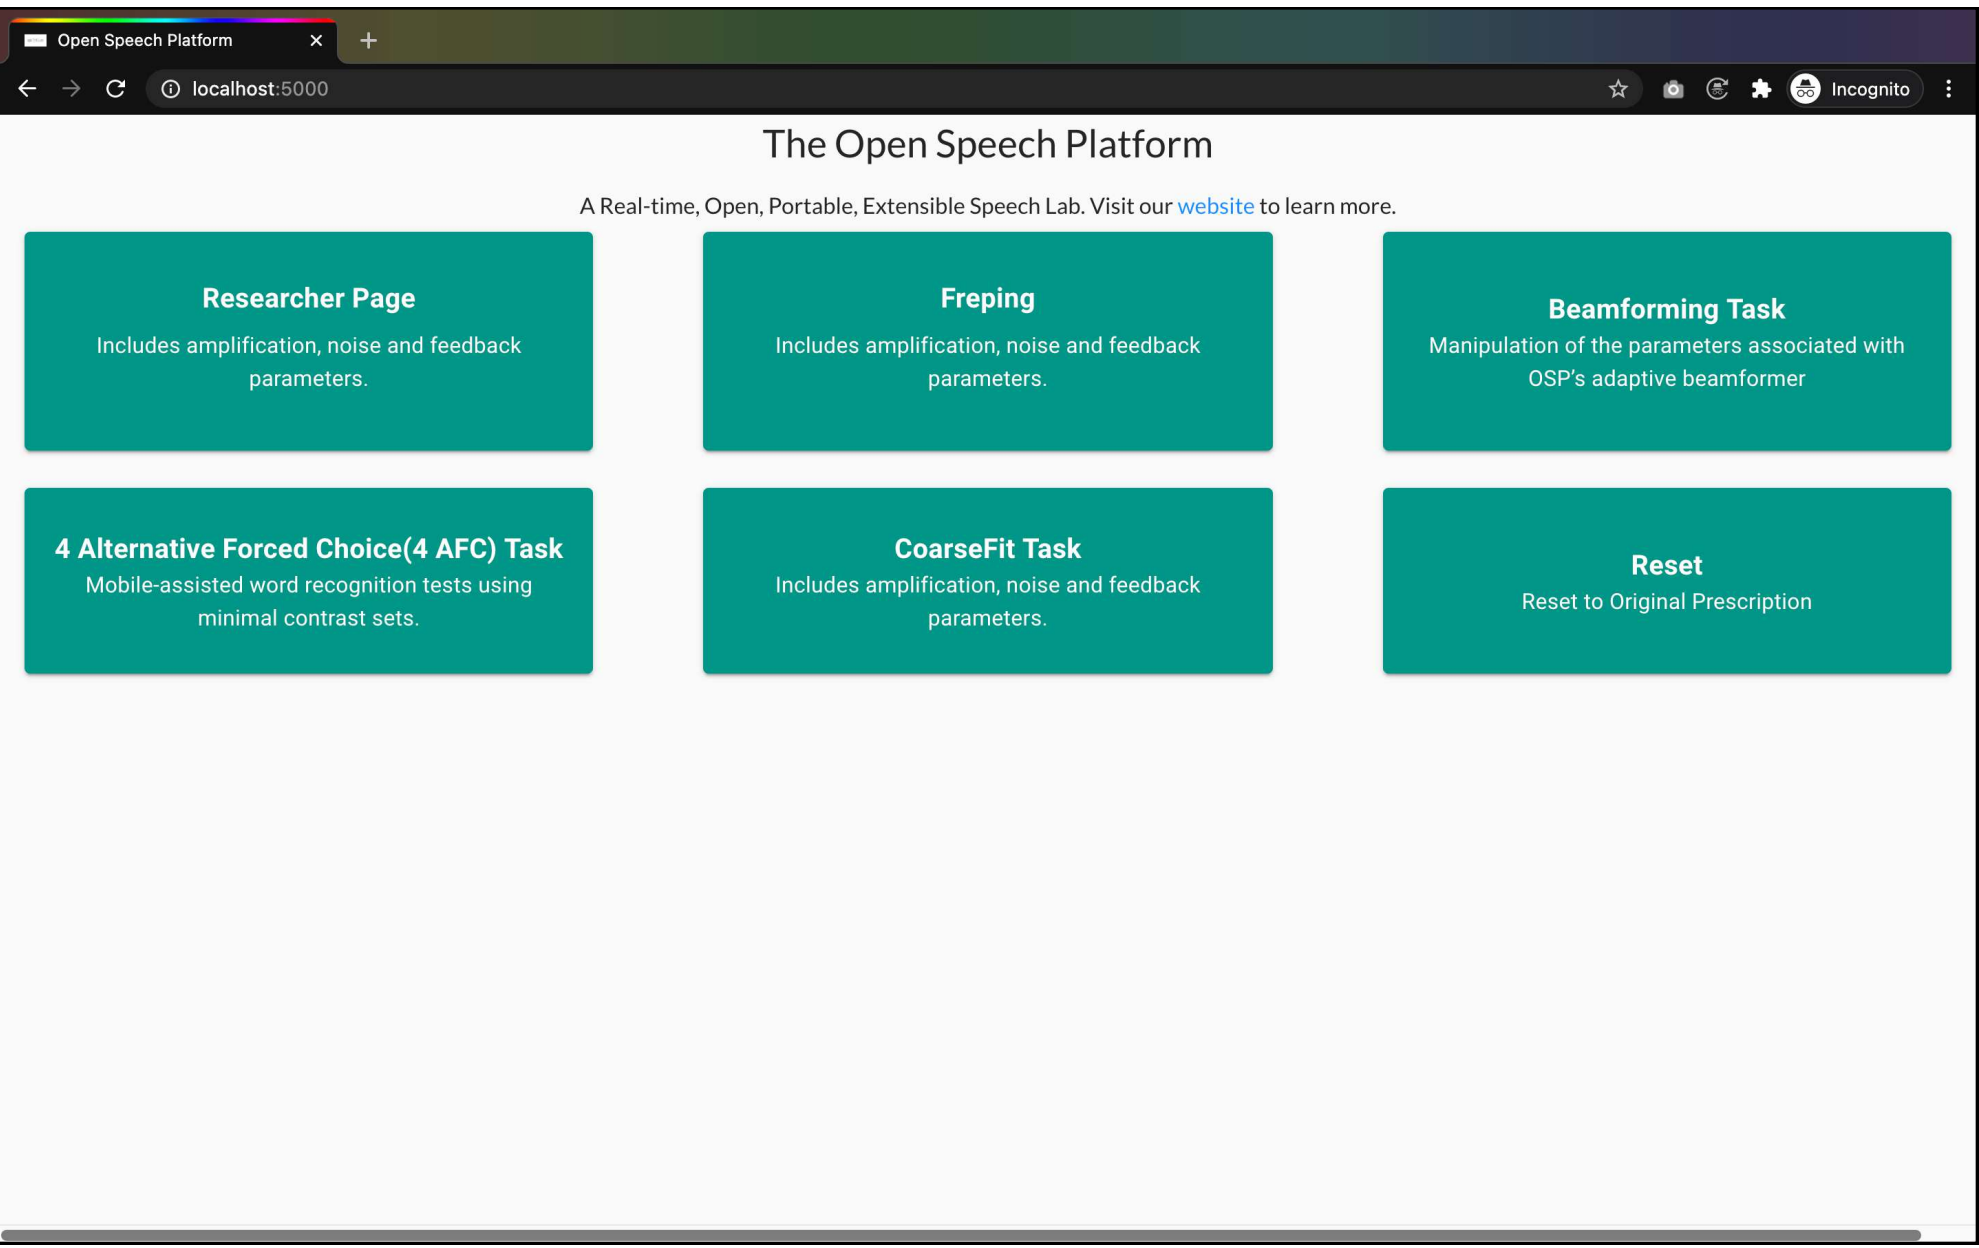 Open Speech Platform
localhost:5000
Incognito
The Open Speech Platform
A Real-time, Open, Portable, Extensible Speech Lab. Visit our website to learn more.
Researcher Page
Includes amplification, noise and feedback
parameters.
Freping
Includes amplification, noise and feedback
parameters.
Beamforming Task
Manipulation of the parameters associated with
OSP’s adaptive beamformer
4 Alternative Forced Choice(4 AFC) Task
Mobile-assisted word recognition tests using
minimal contrast sets.
CoarseFit Task
Includes amplification, noise and feedback
parameters.
Reset
Reset to Original Prescription